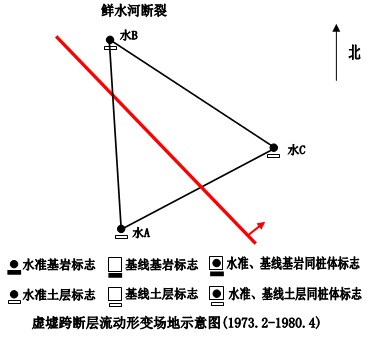 鲜水河断裂
水B
北
水C
水A
水准基岩标志 基线基岩标志 水准、基线基岩同桩体标志
水准土层标志 基线土层标志 水准、基线土层同桩体标志
虚墟跨断层流动形变场地示意图(1973.2-1980.4)